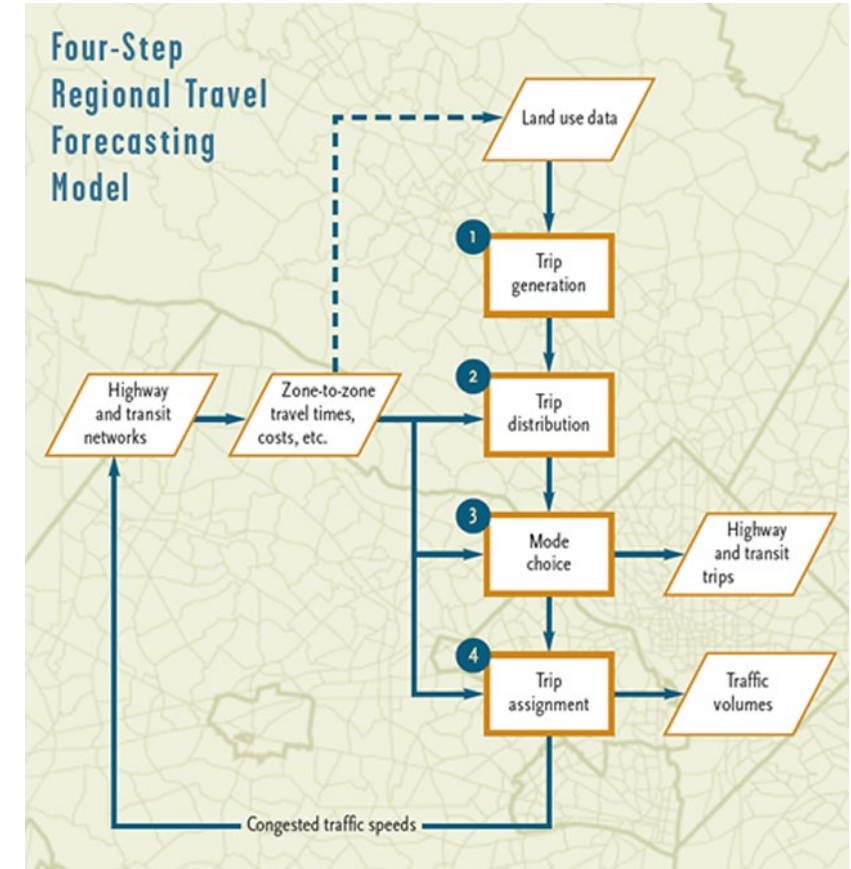 Four-Step
Regional Travel
Forecasting
Model
Land use data
1
Trip
generation
2
Trip
distribution
Highway
and transit
networks
Zone-to-zone
travel times,
costs, etc.
3
Mode
choice
Highway
and transit
trips
4
Trip
assignment
Traffic
volumes
Congested traffic speeds